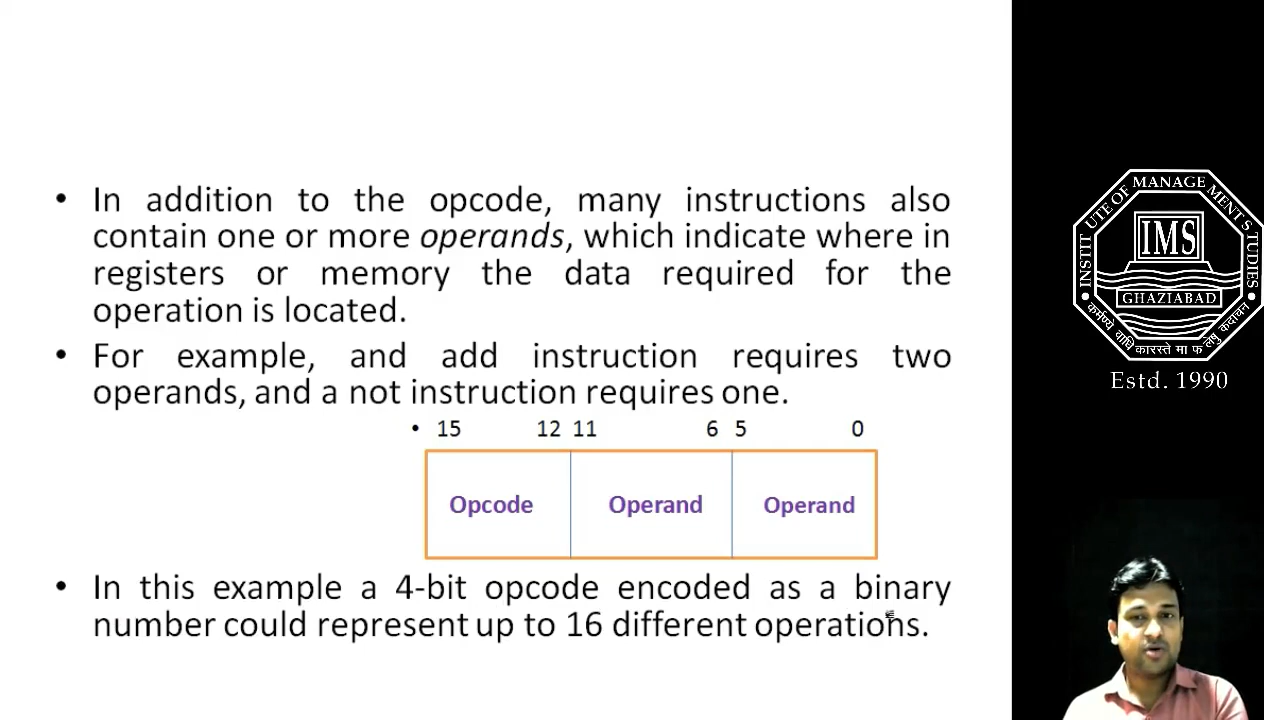 • In addition to the opcode, many instructions also
contain one or more operands, which indicate where in
registers or memory the data required for the
operation is located.
• For example, and add instruction requires two
operands, and a not instruction requires one.
• 15 12 11 6 5 0
Opcode Operand Operand
• In this example a 4-bit opcode encoded as a binary
number could represent up to 16 different operations.
INSTITUTE OF MANAGEMENT STUDIES
IMS
GHAZIABAD
Estd. 1990